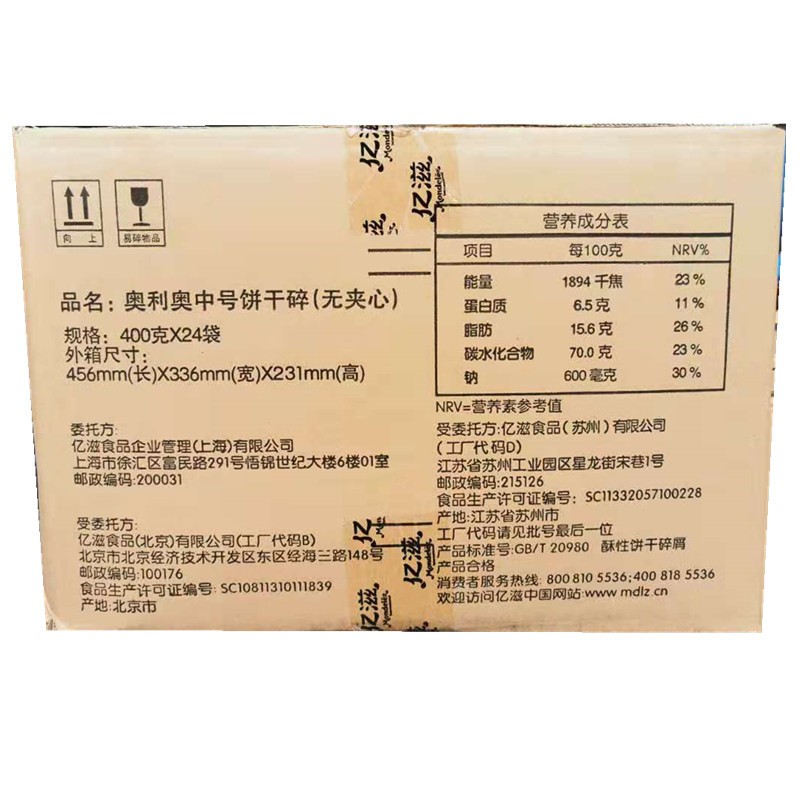 亿滋
Mondelēz
亿滋
Mondelēz
滋
向 上
易碎物品
品名：奥利奥中号饼干碎(无夹心)
规格：400克X24袋
外箱尺寸：
456mm(长)X336mm(宽)X231mm(高)
委托方:
亿滋食品企业管理(上海)有限公司
上海市徐汇区富民路291号悟锦世纪大楼6楼01室
邮政编码:200031
受委托方:
亿滋食品(北京)有限公司(工厂代码B)
北京市北京经济技术开发区东区经海三路148号
邮政编码:100176
食品生产许可证编号: SC10811310111839
产地:北京市
营养成分表
项目 每100克 NRV%
能量 1894 千焦 23 %
蛋白质 6.5 克 11 %
脂肪 15.6 克 26 %
碳水化合物 70.0 克 23 %
钠 600 毫克 30 %
NRV=营养素参考值
受委托方:亿滋食品(苏州)有限公司
(工厂代码D)
江苏省苏州工业园区星龙街宋巷1号
邮政编码:215126
食品生产许可证编号: SC11332057100228
产地:江苏省苏州市
工厂代码请见批号最后一位
产品标准号:GB/T 20980 酥性饼干碎屑
产品合格
消费者服务热线: 800 810 5536;400 818 5536
欢迎访问亿滋中国网站:www.mdlz.cn
亿
亿滋
Mondelēz
亿滋
Mondelēz